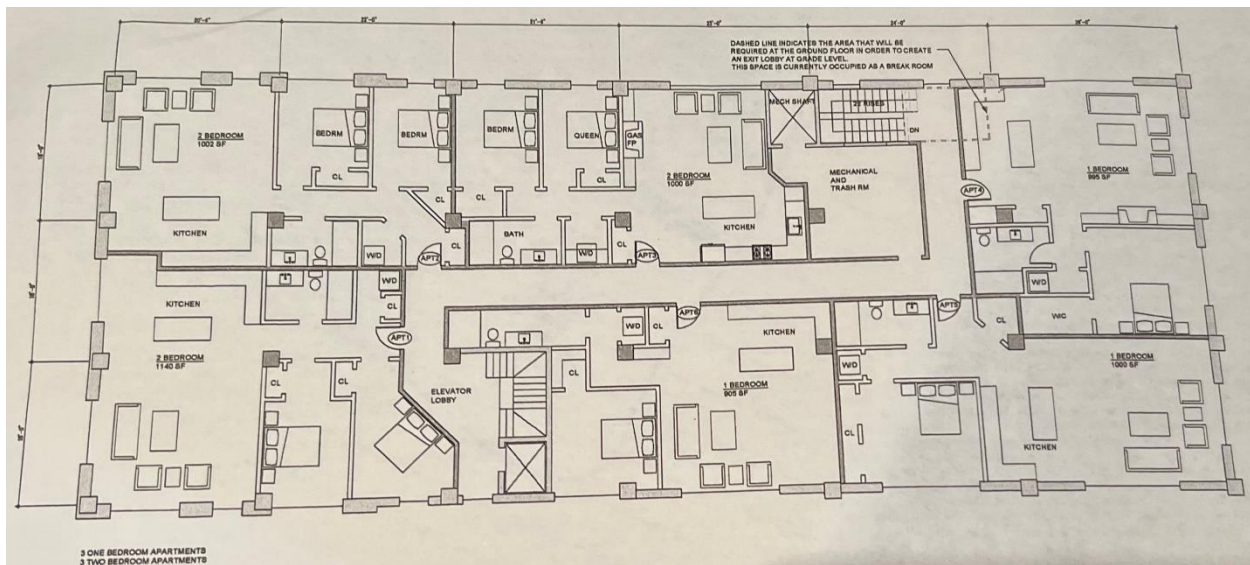 22'-0"
DASHED LINE INDICATES THE AREA THAT WILL BE
REQUIRED AT THE GROUND FLOOR IN ORDER TO CREATE
AN EXIT LOBBY AT GRADE LEVEL.
THIS SPACE IS CURRENTLY OCCUPIED AS A BREAK ROOM
2 BEDROOM
1002 SF
KITCHEN
BEDRM
CL
BEDRM
CL
W/D
CL
APT2
BEDRM
CL
BATH
QUEEN
CL
W/D
CL
GAS
FP
2 BEDROOM
1000 SF
KITCHEN
APT3
MECH SHAFT
DN
MECHANICAL
AND
TRASH RM
APT4
1 BEDROOM
995 SF
W/D
WIC
KITCHEN
2 BEDROOM
1140 SF
W/D
CL
APT1
CL
CL
ELEVATOR
LOBBY
CL
W/D
CL
APT6
KITCHEN
1 BEDROOM
905 SF
W/D
CL
APT5
CL
KITCHEN
1 BEDROOM
1000 SF
3 ONE BEDROOM APARTMENTS
3 TWO BEDROOM APARTMENTS